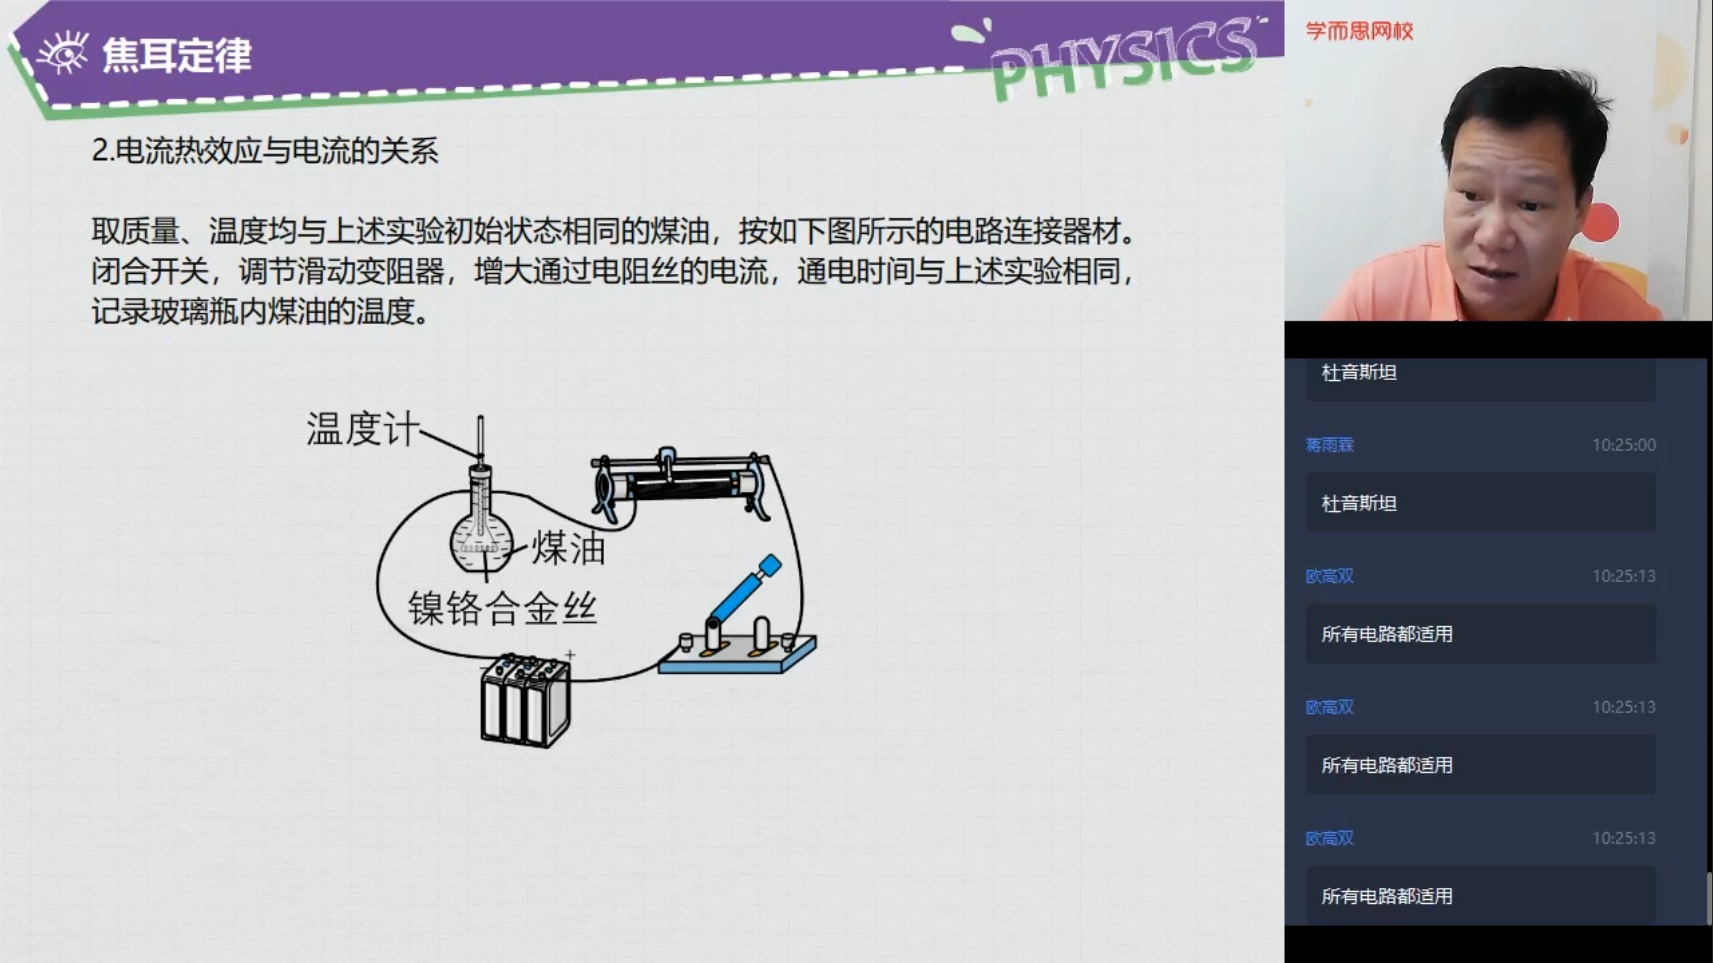 焦耳定律
PHYSICS
2.电流热效应与电流的关系
取质量、温度均与上述实验初始状态相同的煤油，按如下图所示的电路连接器材。
闭合开关，调节滑动变阻器，增大通过电阻丝的电流，通电时间与上述实验相同，
记录玻璃瓶内煤油的温度。
温度计
煤油
镍铬合金丝
- +
学而思网校
杜音斯坦
蒋雨霖 10:25:00
杜音斯坦
欧高双 10:25:13
所有电路都适用
欧高双 10:25:13
所有电路都适用
欧高双 10:25:13
所有电路都适用